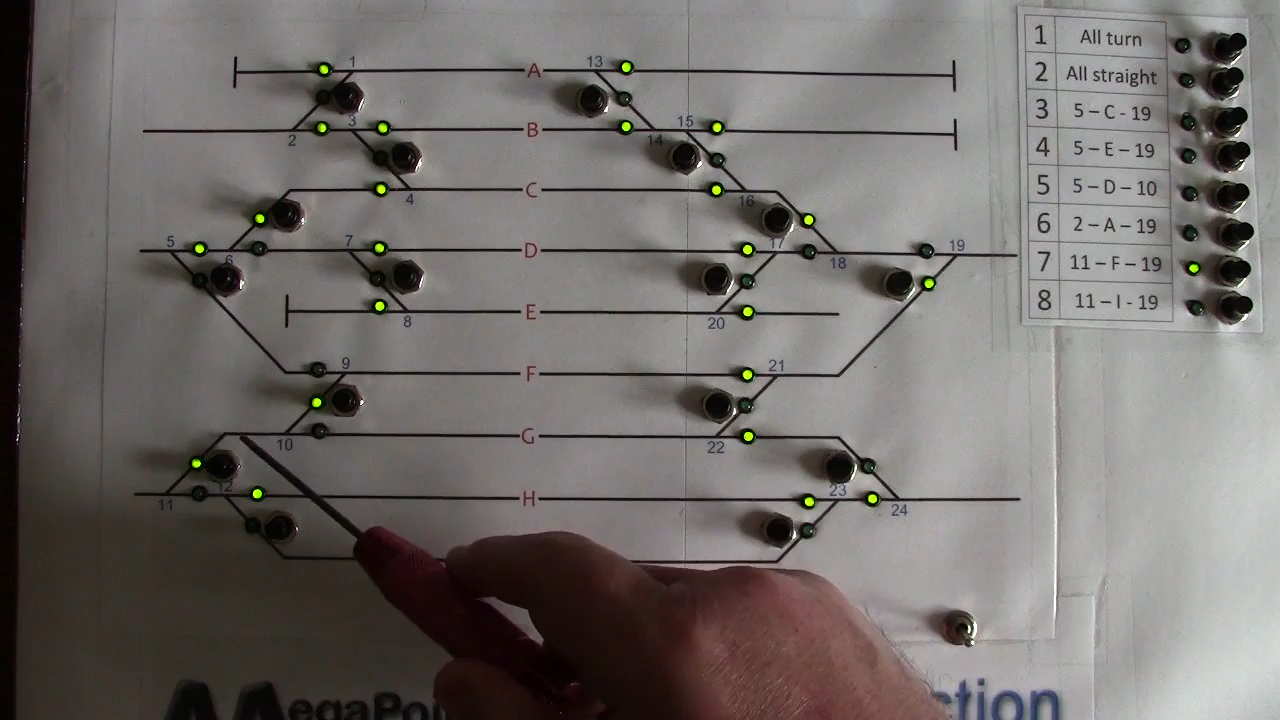 1 13 A
2 3 B 14 15
4 C 16
5 6 7 D 17 18 19
8 E 20
9 F 21
10 G 22
11 12 H 23 24
1 All turn
2 All straight
3 5 – C - 19
4 5 – E – 19
5 5 – D – 10
6 2 – A – 19
7 11 – F – 19
8 11 – I - 19